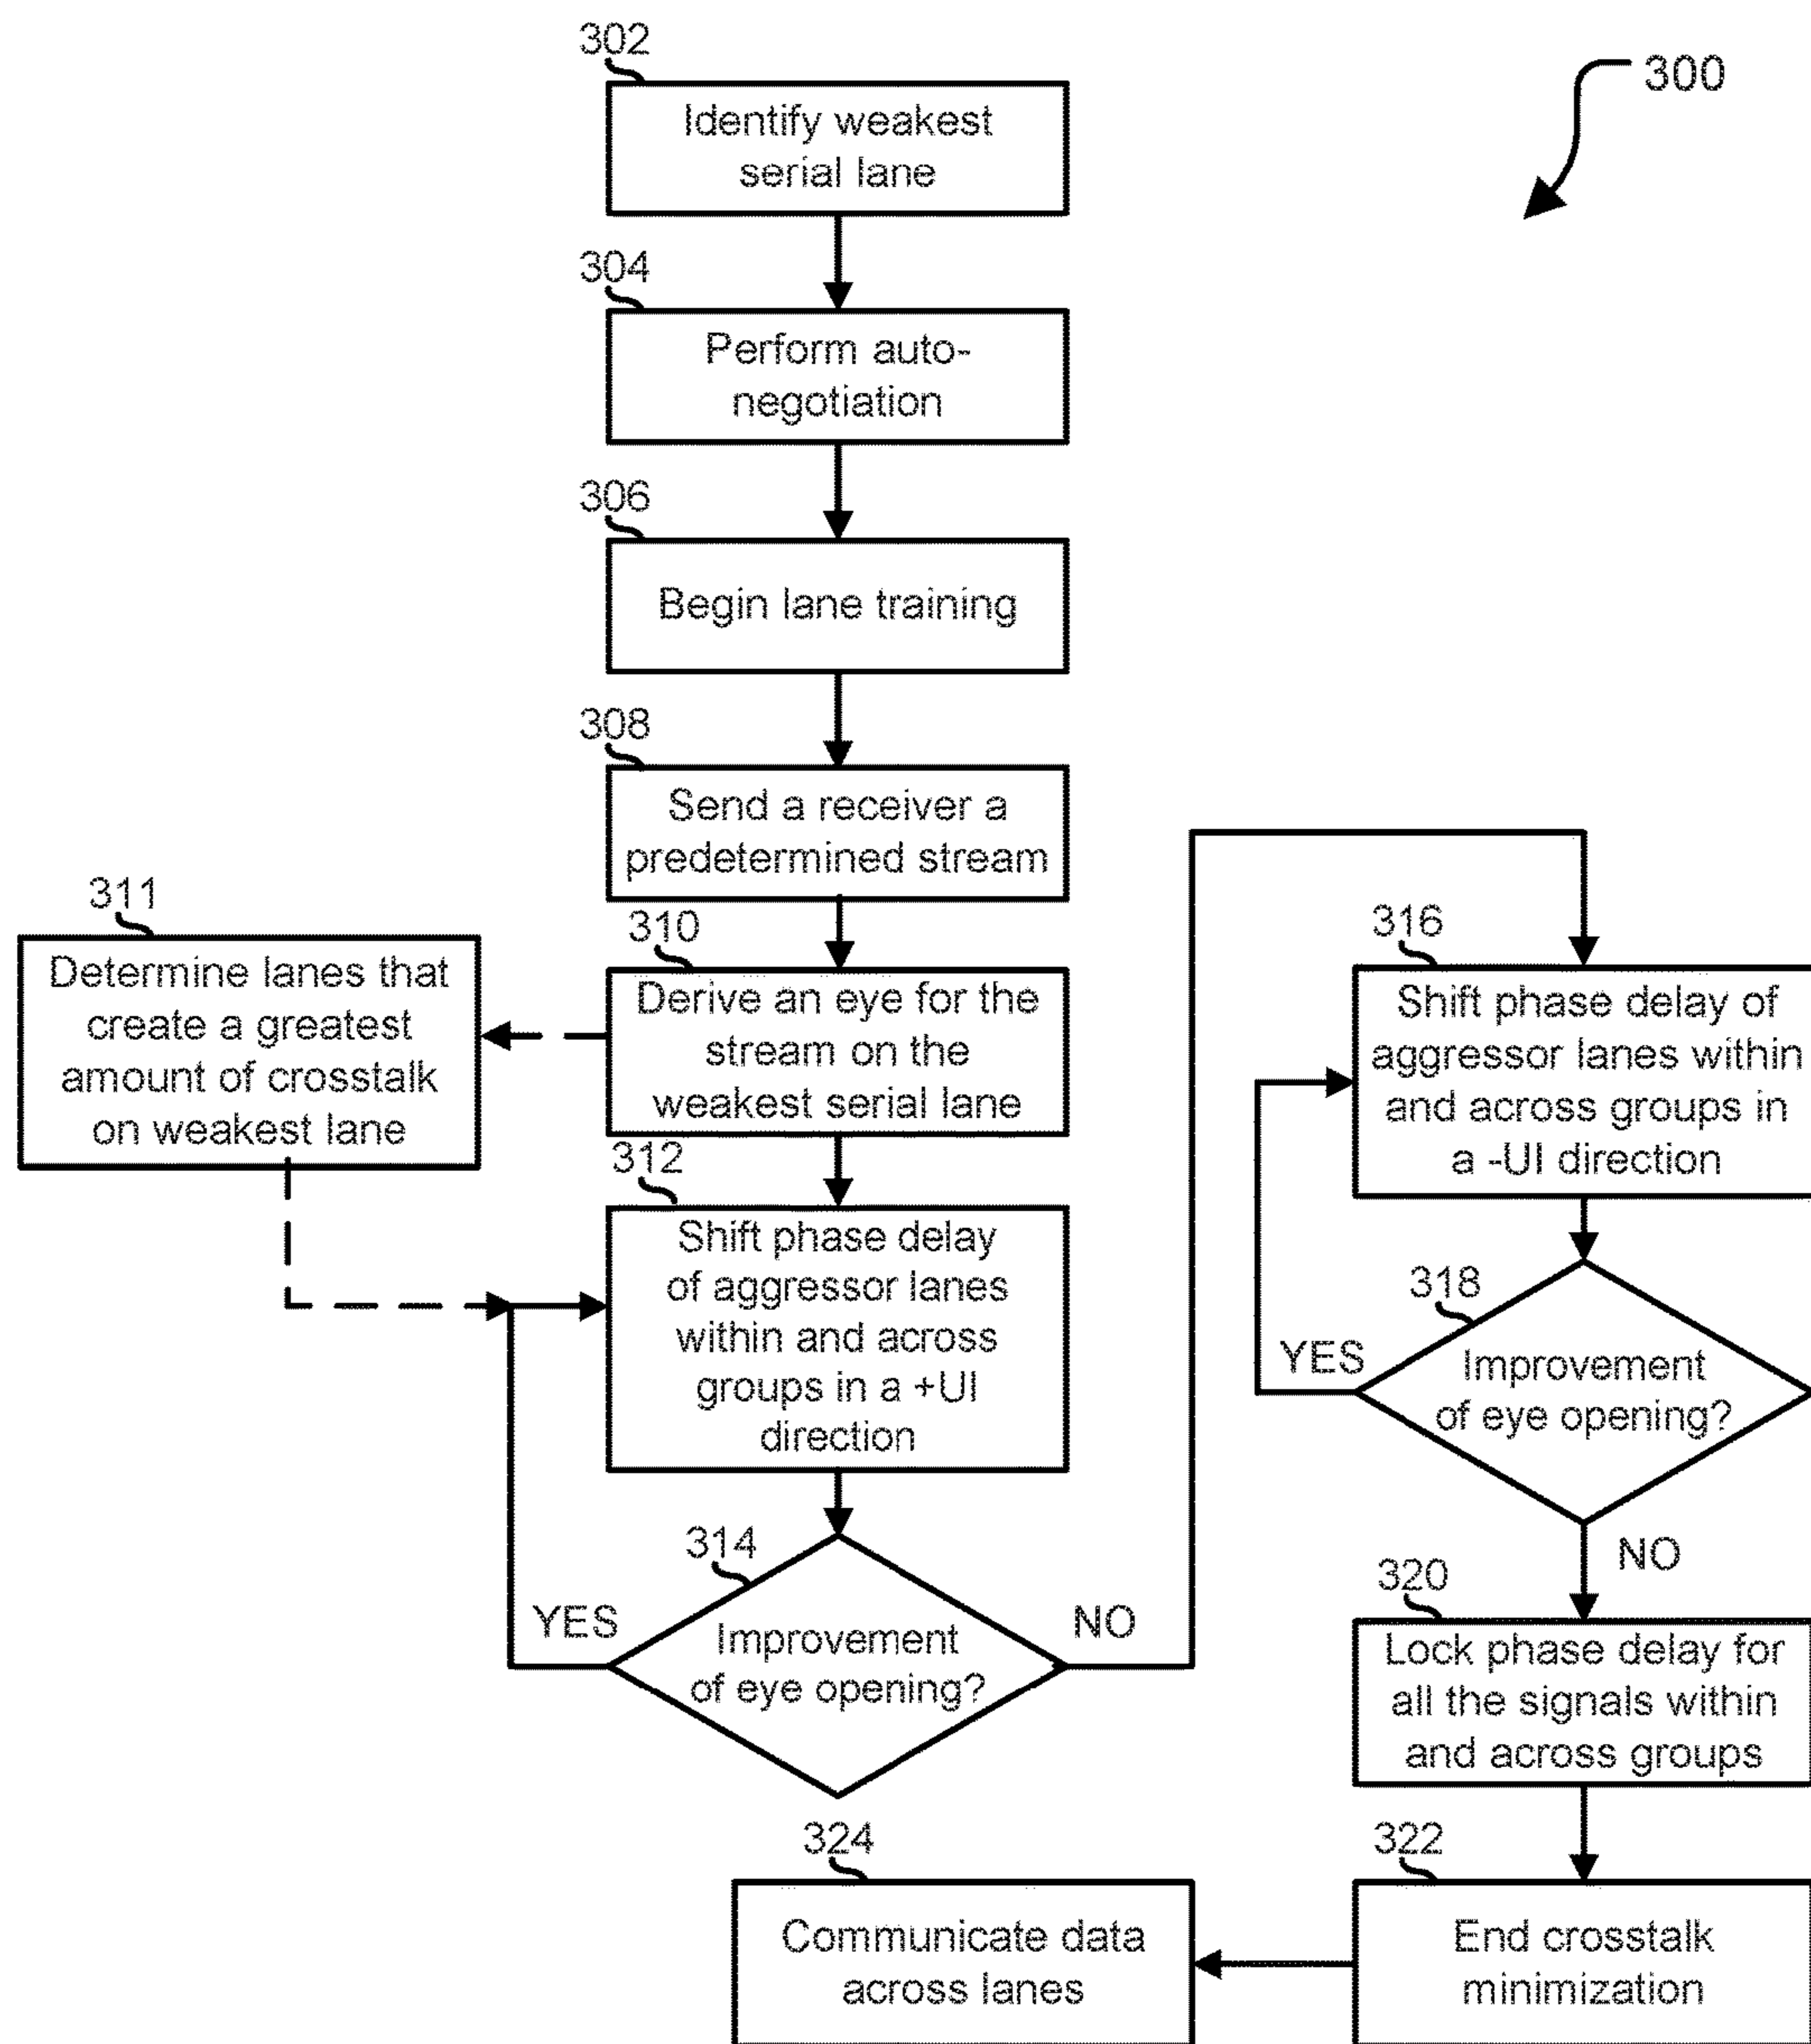 300
302
Identify weakest
serial lane
304
Perform auto-
negotiation
306
Begin lane training
308
Send a receiver a
predetermined stream
310
Derive an eye for the
stream on the
weakest serial lane
311
Determine lanes that
create a greatest
amount of crosstalk
on weakest lane
312
Shift phase delay
of aggressor lanes
within and across
groups in a +UI
direction
314
Improvement
of eye opening?
YES
NO
316
Shift phase delay of
aggressor lanes within
and across groups in
a -UI direction
318
Improvement
of eye opening?
YES
NO
320
Lock phase delay for
all the signals within
and across groups
322
End crosstalk
minimization
324
Communicate data
across lanes